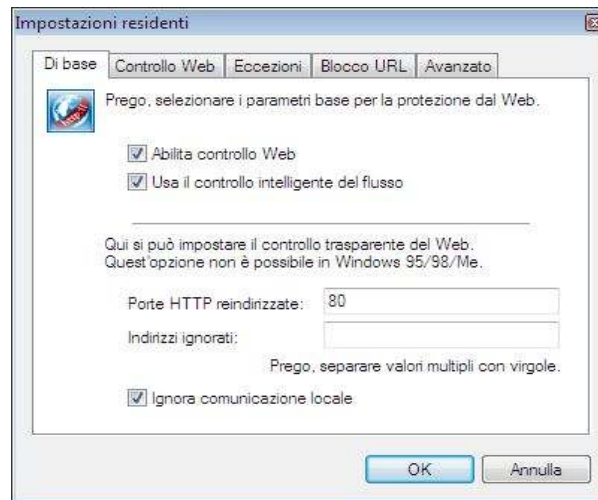 Impostazioni residenti
Di base
Controllo Web
Eccezioni
Blocco URL
Avanzato
Prego, selezionare i parametri base per la protezione dal Web.
Abilita controllo Web
Usa il controllo intelligente del flusso
Qui si può impostare il controllo trasparente del Web.
Quest'opzione non è possibile in Windows 95/98/Me.
Porte HTTP reindirizzate: 80
Indirizzi ignorati:
Prego, separare valori multipli con virgole.
Ignora comunicazione locale
OK
Annulla